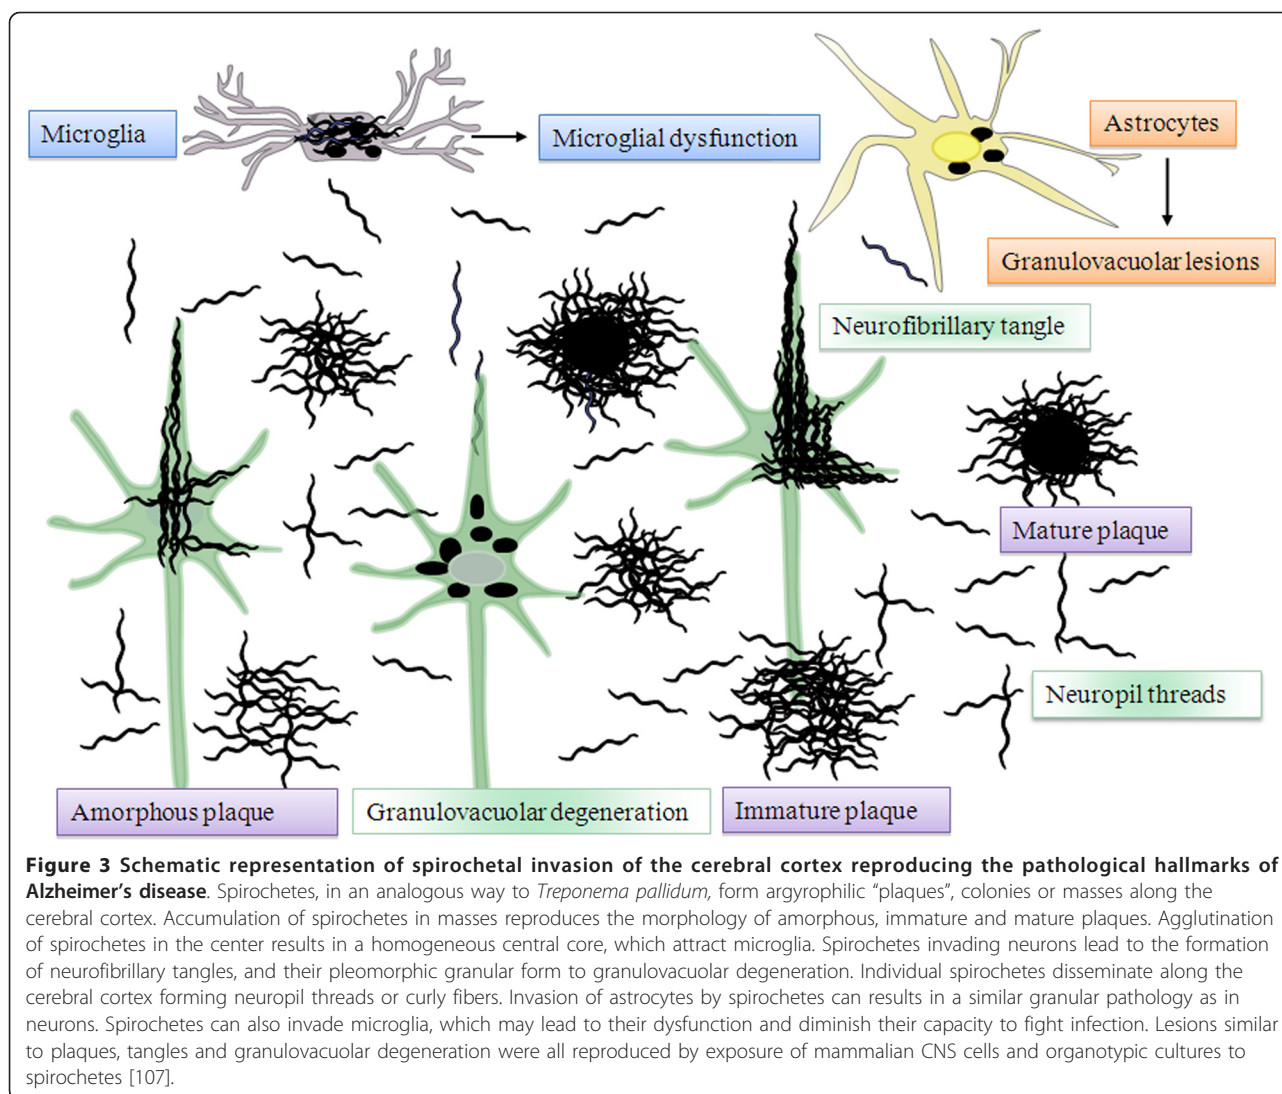 Microglia
Microglial dysfunction
Astrocytes
Granulovacuolar lesions
Neurofibrillary tangle
Mature plaque
Neuropil threads
Amorphous plaque
Granulovacuolar degeneration
Immature plaque
Figure 3 Schematic representation of spirochetal invasion of the cerebral cortex reproducing the pathological hallmarks of
Alzheimer's disease. Spirochetes, in an analogous way to Treponema pallidum, form argyrophilic "plaques", colonies or masses along the
cerebral cortex. Accumulation of spirochetes in masses reproduces the morphology of amorphous, immature and mature plaques. Agglutination
of spirochetes in the center results in a homogeneous central core, which attract microglia. Spirochetes invading neurons lead to the formation
of neurofibrillary tangles, and their pleomorphic granular form to granulovacuolar degeneration. Individual spirochetes disseminate along the
cerebral cortex forming neuropil threads or curly fibers. Invasion of astrocytes by spirochetes can results in a similar granular pathology as in
neurons. Spirochetes can also invade microglia, which may lead to their dysfunction and diminish their capacity to fight infection. Lesions similar
to plaques, tangles and granulovacuolar degeneration were all reproduced by exposure of mammalian CNS cells and organotypic cultures to
spirochetes [107].